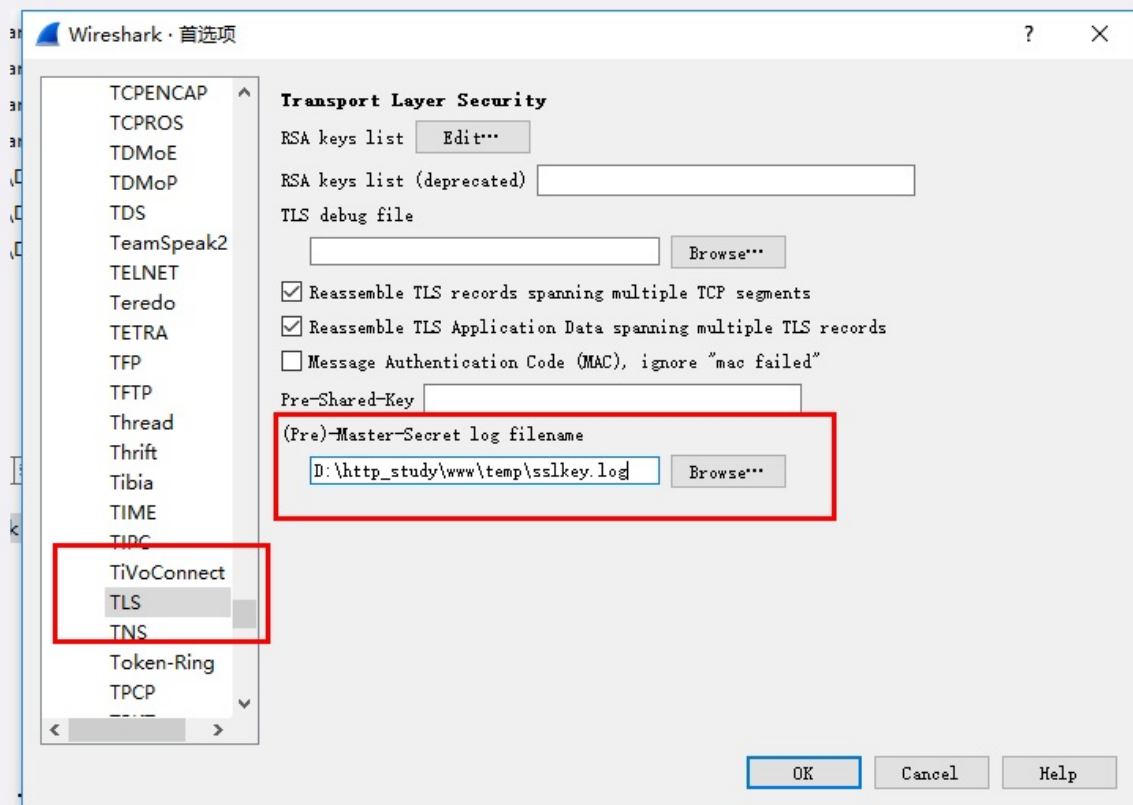 Wireshark · 首选项
?
TCPENCAP
TCPROS
TDMoE
TDMoP
TDS
TeamSpeak2
TELNET
Teredo
TETRA
TFP
TFTP
Thread
Thrift
Tibia
TIME
TIPC
TiVoConnect
TLS
TNS
Token-Ring
TPCP
Transport Layer Security
RSA keys list Edit…
RSA keys list (deprecated)
TLS debug file
Browse…
Reassemble TLS records spanning multiple TCP segments
Reassemble TLS Application Data spanning multiple TLS records
Message Authentication Code (MAC), ignore "mac failed"
Pre-Shared-Key
(Pre)-Master-Secret log filename
D:\http_study\www\temp\sslkey.log Browse…
OK Cancel Help